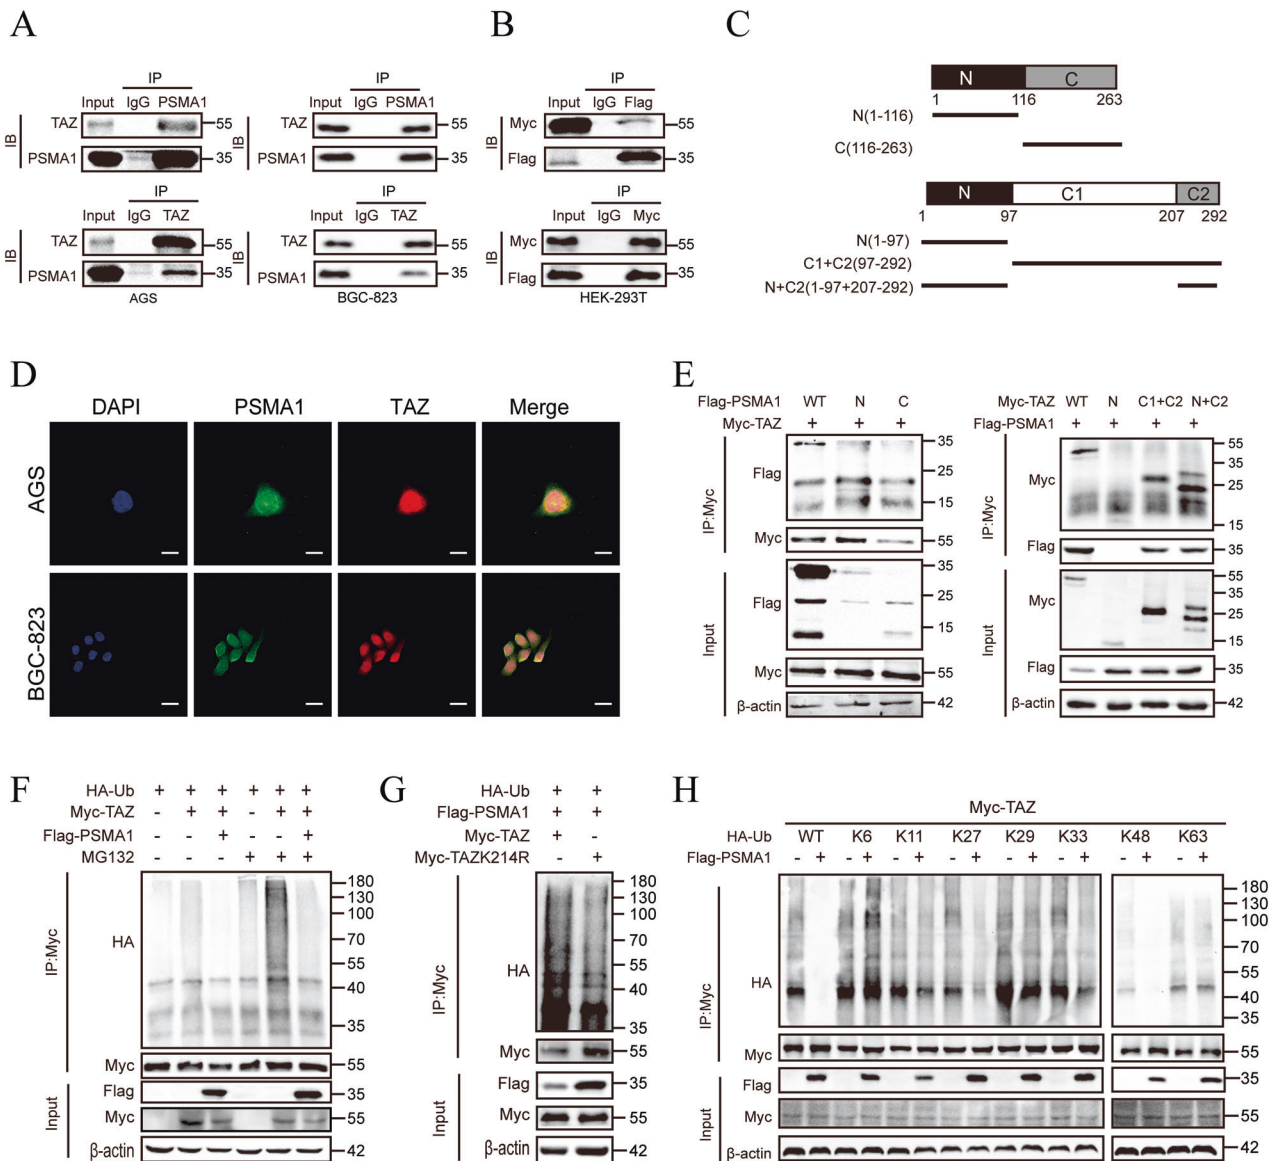 A
IP
Input IgG PSMA1
IB
TAZ
55
PSMA1
35
IP
Input IgG PSMA1
IB
TAZ
55
PSMA1
35
IP
Input IgG TAZ
IB
TAZ
55
PSMA1
35
AGS
IP
Input IgG TAZ
IB
TAZ
55
PSMA1
35
BGC-823
B
IP
Input IgG Flag
IB
Myc
55
Flag
35
IP
Input IgG Myc
IB
Myc
55
Flag
35
HEK-293T
C
N C
1 116 263
N(1-116)
C(116-263)
N C1 C2
1 97 207 292
N(1-97)
C1+C2(97-292)
N+C2(1-97+207-292)
D
DAPI PSMA1 TAZ Merge
AGS
BGC-823
E
Flag-PSMA1 WT N C
Myc-TAZ + + +
IP:Myc
Flag
35
25
15
Myc
55
Input
Flag
35
25
15
Myc
55
β-actin
42
Myc-TAZ WT N C1+C2 N+C2
Flag-PSMA1 + + + +
IP:Myc
Myc
55
35
25
15
Flag
35
Input
Myc
55
35
25
15
Flag
35
β-actin
42
F
HA-Ub + + + + + +
Myc-TAZ - + + - + +
Flag-PSMA1 - - + - - +
MG132 - - - + + +
IP:Myc
HA
180
130
100
70
55
40
35
Myc
55
Input
Flag
35
Myc
55
β-actin
42
G
HA-Ub + +
Flag-PSMA1 + +
Myc-TAZ + -
Myc-TAZK214R - +
IP:Myc
HA
180
130
100
70
55
40
35
Myc
55
Input
Flag
35
Myc
55
β-actin
42
H
Myc-TAZ
HA-Ub WT K6 K11 K27 K29 K33 K48 K63
Flag-PSMA1 - + - + - + - + - + - + - + - +
IP:Myc
HA
180
130
100
70
55
40
35
Myc
55
Input
Flag
35
Myc
55
β-actin
42